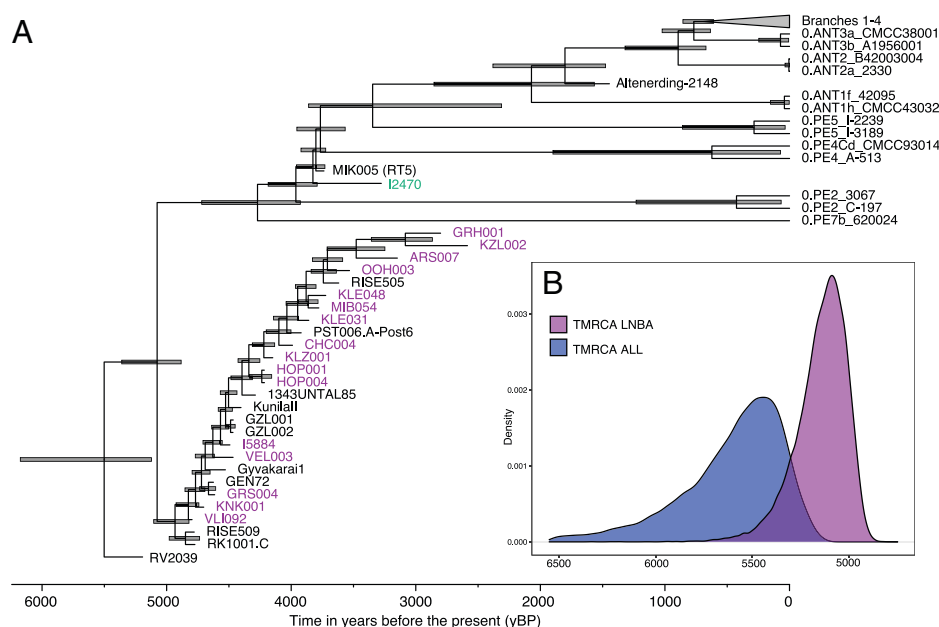 A
Branches 1-4
0.ANT3a_CMCC38001
0.ANT3b_A1956001
0.ANT2_B42003004
0.ANT2a_2330
Altenerding-2148
0.ANT1f_42095
0.ANT1h_CMCC43032
0.PE5_I-2239
0.PE5_I-3189
0.PE4Cd_CMCC93014
0.PE4_A-513
MIK005 (RT5)
I2470
0.PE2_3067
0.PE2_C-197
0.PE7b_620024
GRH001
KZL002
ARS007
OOH003
RISE505
KLE048
MIB054
KLE031
PST006.A-Post6
CHC004
KLZ001
HOP001
HOP004
1343UNTAL85
KunilaII
GZL001
GZL002
I5884
VEL003
Gyvakarai1
GEN72
GRS004
KNK001
VLI092
RISE509
RK1001.C
RV2039
6000 5000 4000 3000 2000 1000 0
Time in years before the present (yBP)
B
TMRCA LNBA
TMRCA ALL
0.003
0.002
0.001
0.000
Density
6500 6000 5500 5000